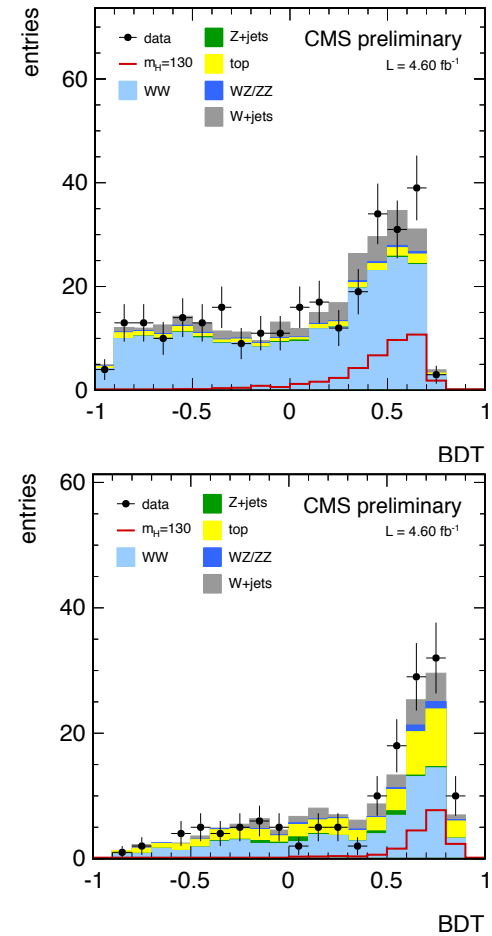 entries
60
40
20
0
data
m_H=130
WW
Z+jets
top
WZ/ZZ
W+jets
CMS preliminary
L = 4.60 fb⁻¹
-1 -0.5 0 0.5 1
BDT
entries
60
40
20
0
data
m_H=130
WW
Z+jets
top
WZ/ZZ
W+jets
CMS preliminary
L = 4.60 fb⁻¹
-1 -0.5 0 0.5 1
BDT